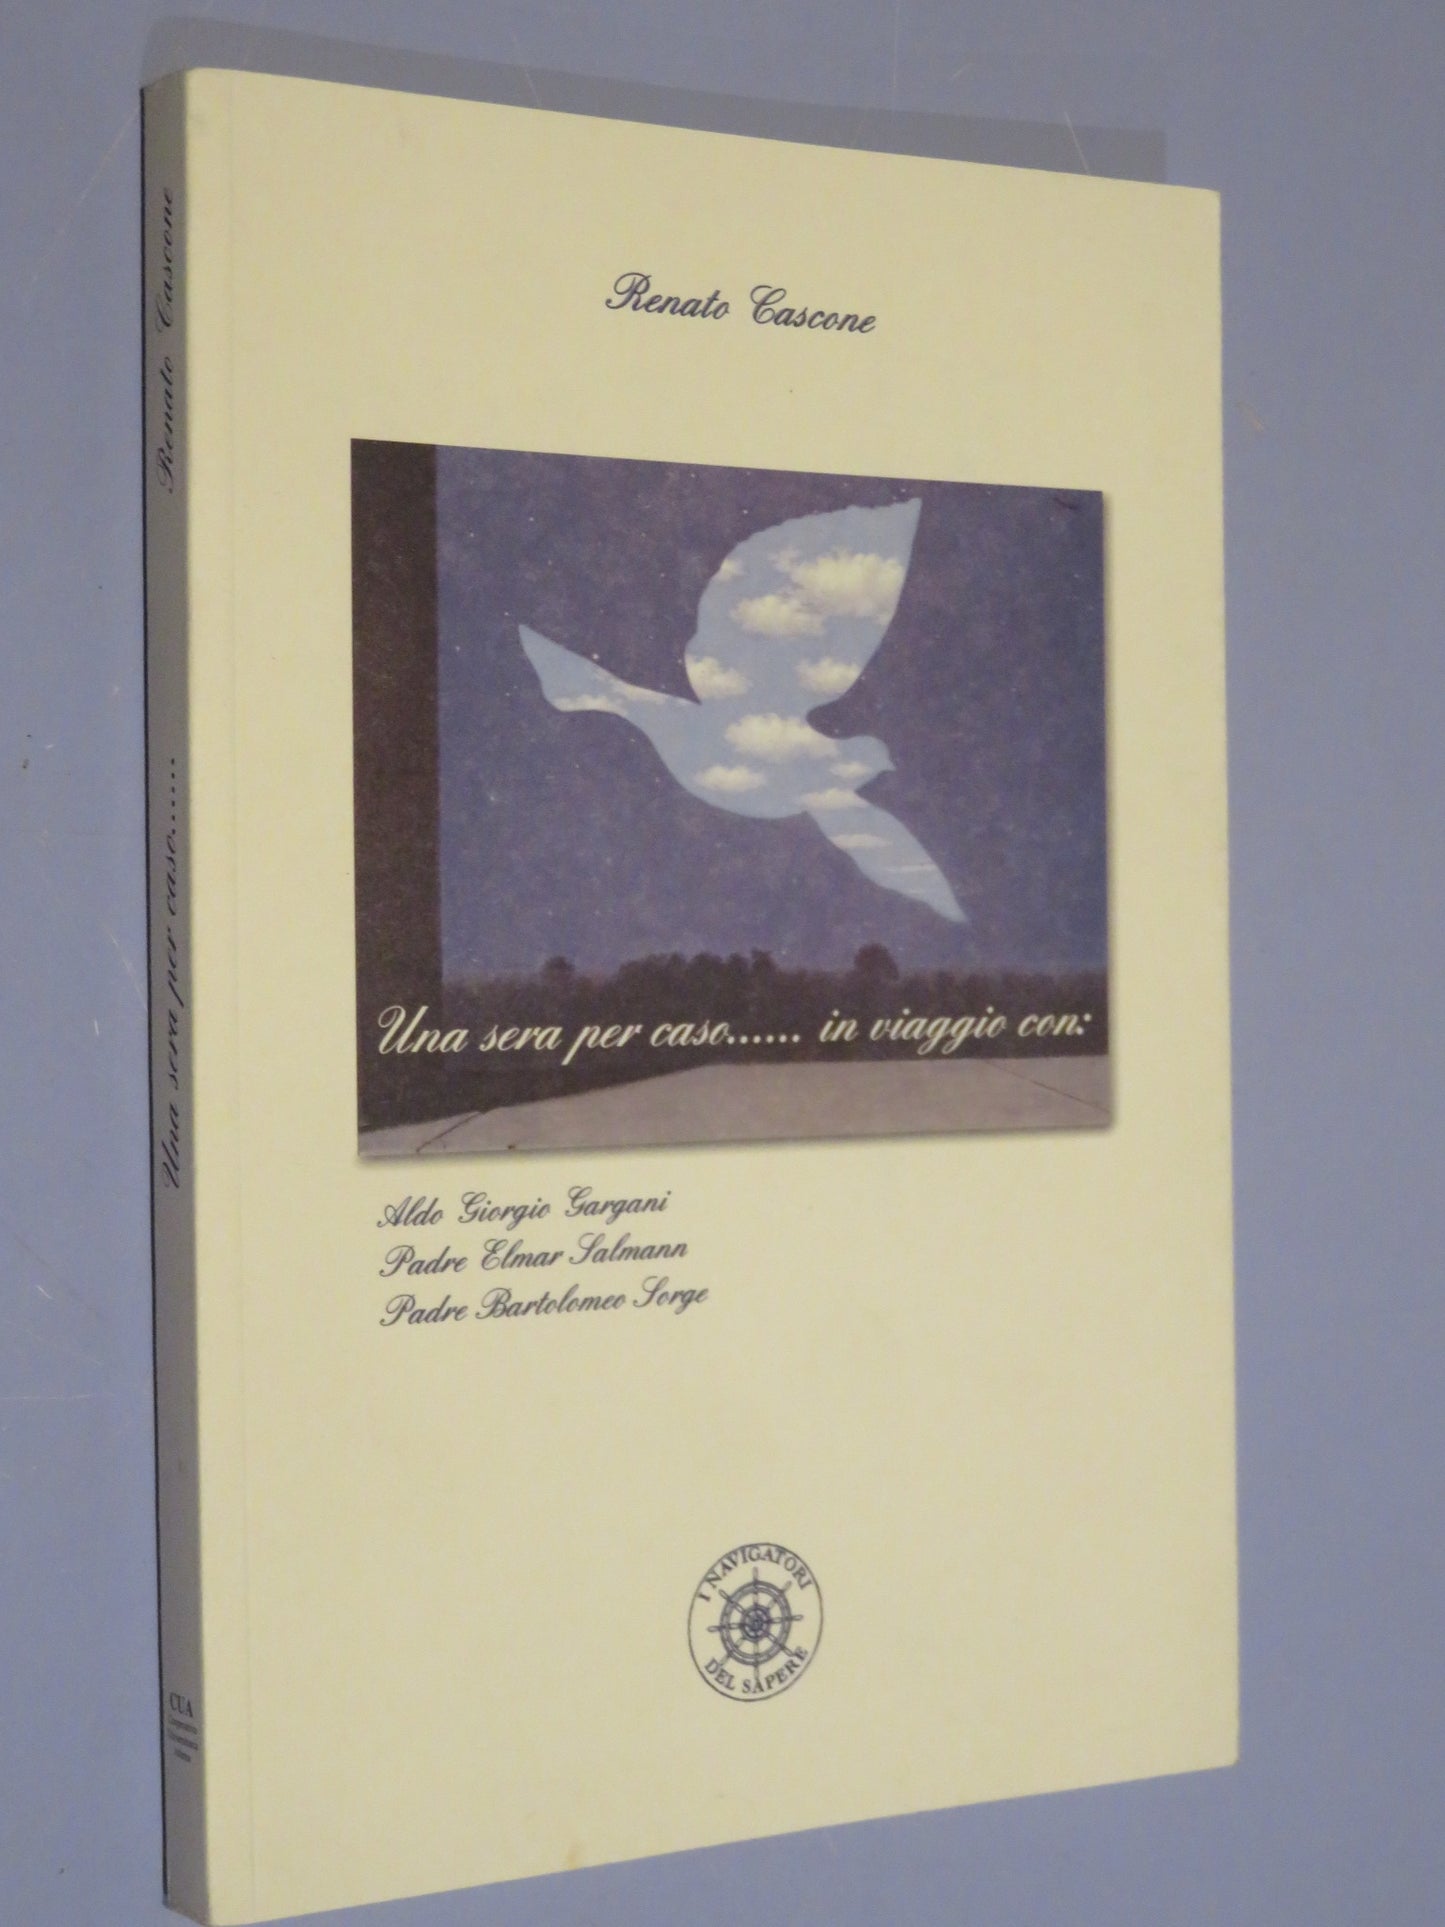 Renato Cascone
Una sera per caso...... in viaggio con:
Aldo Giorgio Gargani
Padre Elmar Salmann
Padre Bartolomeo Sorge
I NAVIGATORI
DEL SAPERE
Renato Cascone
Una sera per caso......
CUA